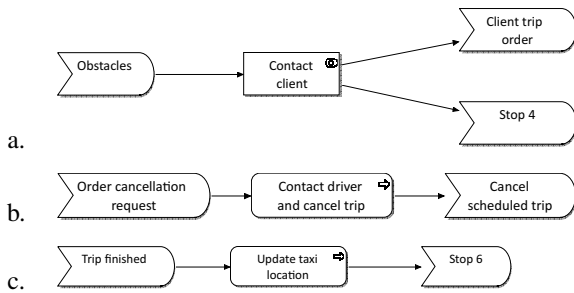 Obstacles
Contact
client
Client trip
order
Stop 4
a.
Order cancellation
request
Contact driver
and cancel trip
Cancel
scheduled trip
b.
Trip finished
Update taxi
location
Stop 6
c.